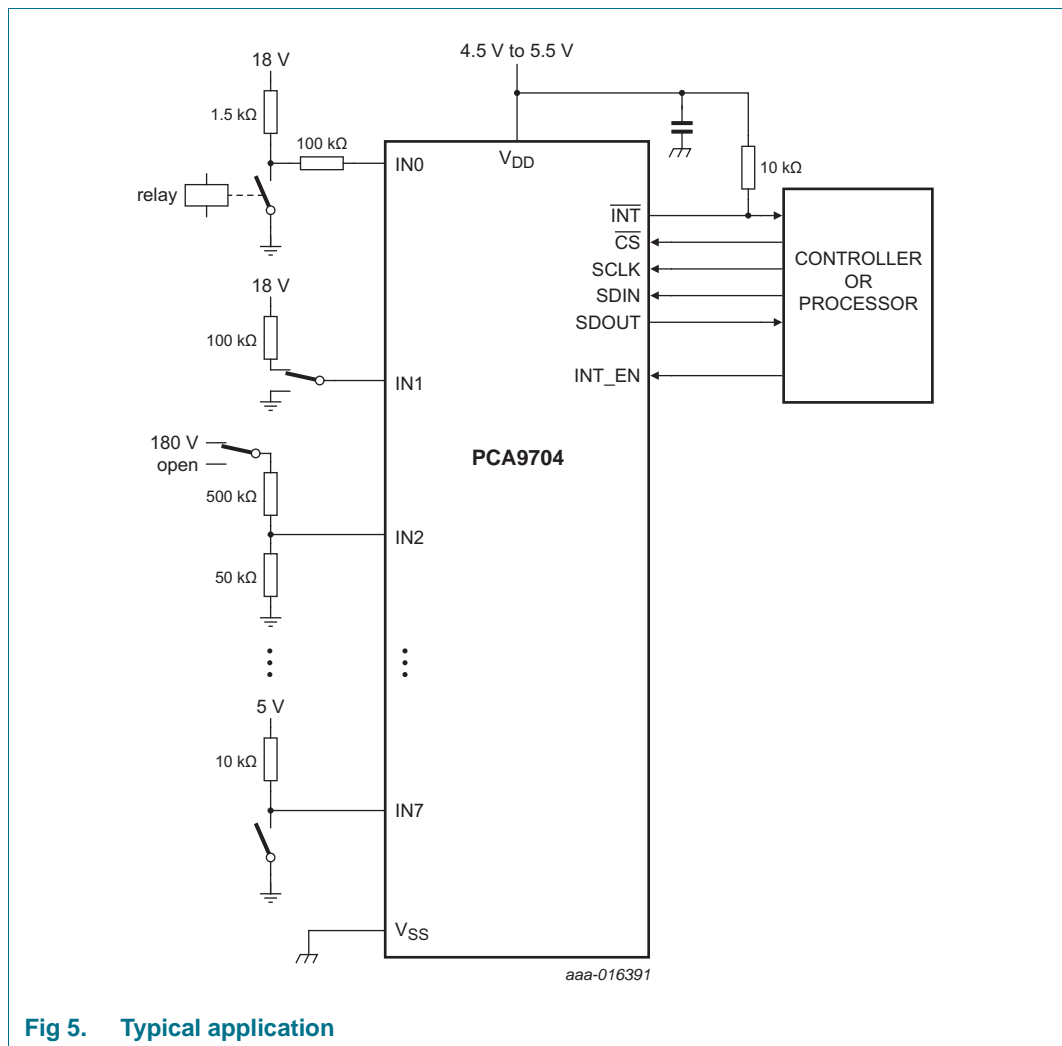 4.5 V to 5.5 V
18 V
1.5 kΩ
100 kΩ
IN0
VDD
10 kΩ
relay
INT
CS
SCLK
SDIN
SDOUT
INT_EN
CONTROLLER
OR
PROCESSOR
18 V
100 kΩ
IN1
180 V
open
500 kΩ
IN2
50 kΩ
PCA9704
5 V
10 kΩ
IN7
VSS
aaa-016391
Fig 5. Typical application